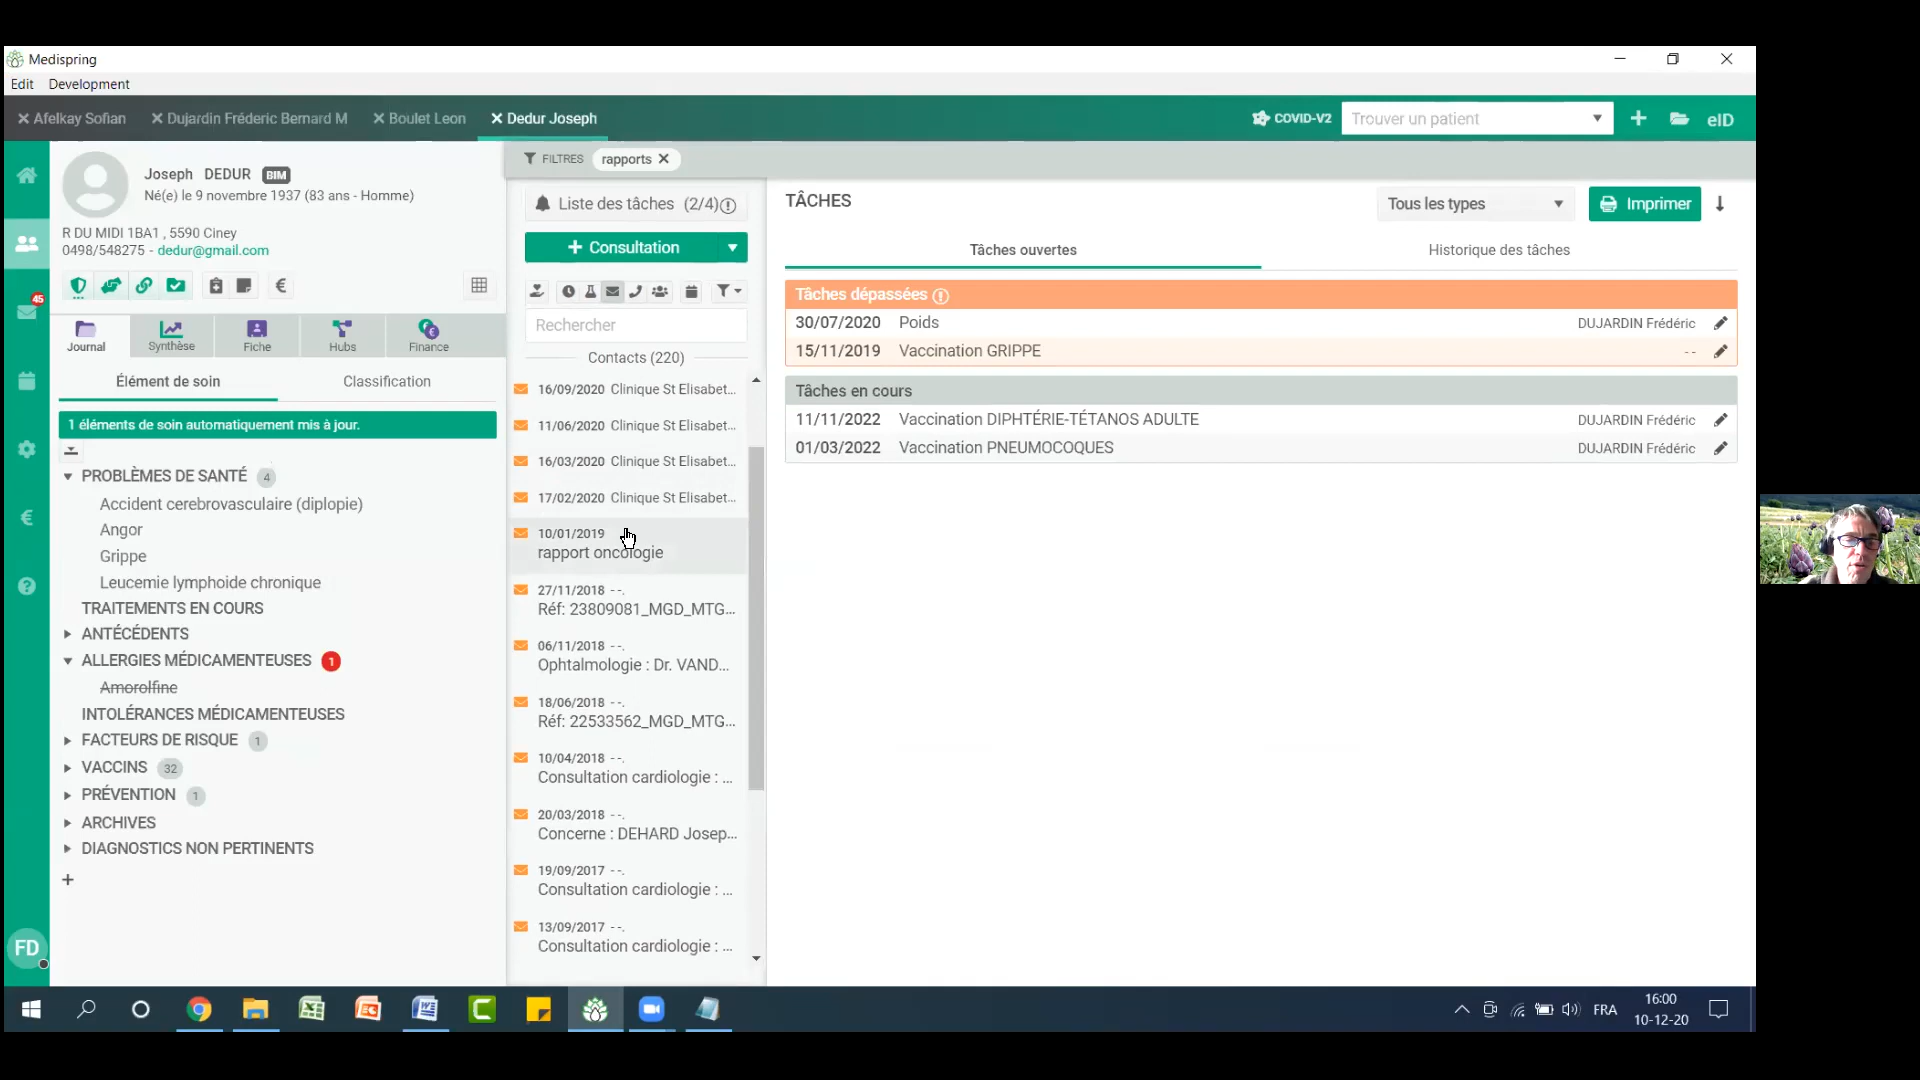 Medispring
Edit Development
Afelkay Sofian Dujardin Fréderic Bernard M Boulet Leon Dedur Joseph COVID-V2 Trouver un patient eID
Joseph DEDUR BIM
Né(e) le 9 novembre 1937 (83 ans - Homme)
R DU MIDI 1BA1 , 5590 Ciney
0498/548275 - dedur@gmail.com
45
Journal Synthèse Fiche Hubs Finance
Élément de soin Classification
1 éléments de soin automatiquement mis à jour.
PROBLÈMES DE SANTÉ 4
Accident cerebrovasculaire (diplopie)
Angor
Grippe
Leucemie lymphoide chronique
TRAITEMENTS EN COURS
ANTÉCÉDENTS
ALLERGIES MÉDICAMENTEUSES 1
Amorolfine
INTOLÉRANCES MÉDICAMENTEUSES
FACTEURS DE RISQUE 1
VACCINS 32
PRÉVENTION 1
ARCHIVES
DIAGNOSTICS NON PERTINENTS
+
FD
FILTRES rapports
Liste des tâches (2/4)
+ Consultation
Rechercher
Contacts (220)
16/09/2020 Clinique St Elisabet...
11/06/2020 Clinique St Elisabet...
16/03/2020 Clinique St Elisabet...
17/02/2020 Clinique St Elisabet...
10/01/2019
rapport oncologie
27/11/2018 - -.
Réf: 23809081_MGD_MTG...
06/11/2018 - -.
Ophtalmologie : Dr. VAND...
18/06/2018 - -.
Réf: 22533562_MGD_MTG...
10/04/2018 - -.
Consultation cardiologie : ...
20/03/2018 - -.
Concerne : DEHARD Josep...
19/09/2017 - -.
Consultation cardiologie : ...
13/09/2017 - -.
Consultation cardiologie : ...
TÂCHES Tous les types Imprimer
Tâches ouvertes Historique des tâches
Tâches dépassées
30/07/2020 Poids DUJARDIN Frédéric
15/11/2019 Vaccination GRIPPE - -
Tâches en cours
11/11/2022 Vaccination DIPHTÉRIE-TÉTANOS ADULTE DUJARDIN Frédéric
01/03/2022 Vaccination PNEUMOCOQUES DUJARDIN Frédéric
FRA
16:00
10-12-20